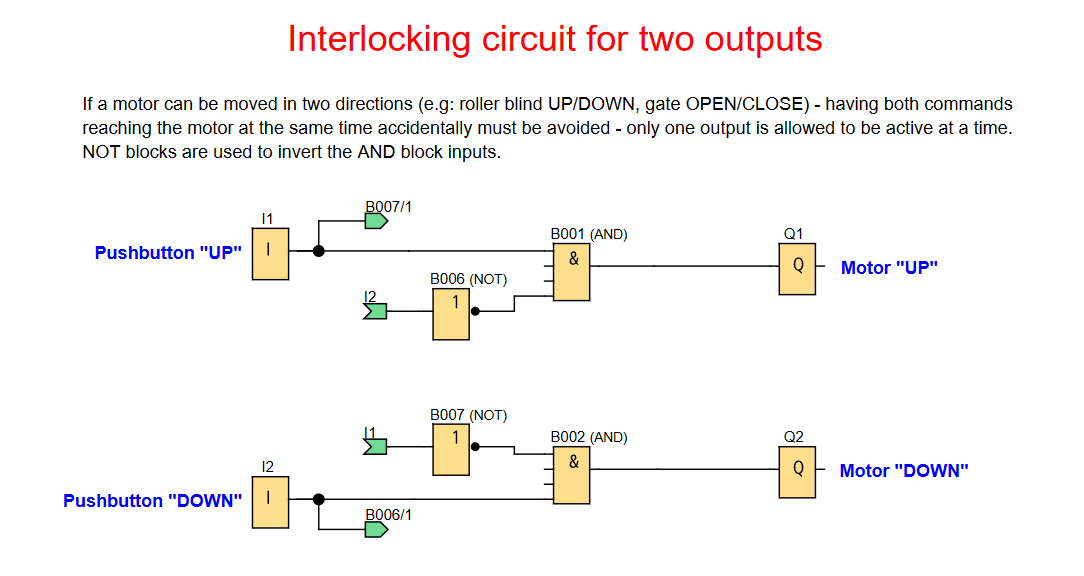 Interlocking circuit for two outputs
If a motor can be moved in two directions (e.g: roller blind UP/DOWN, gate OPEN/CLOSE) - having both commands
reaching the motor at the same time accidentally must be avoided - only one output is allowed to be active at a time.
NOT blocks are used to invert the AND block inputs.
B007/1
I1
Pushbutton "UP"
I
B001 (AND)
&
Q1
Q
Motor "UP"
B006 (NOT)
I2
1
B007 (NOT)
I1
1
B002 (AND)
&
Q2
Q
Motor "DOWN"
I2
Pushbutton "DOWN"
I
B006/1